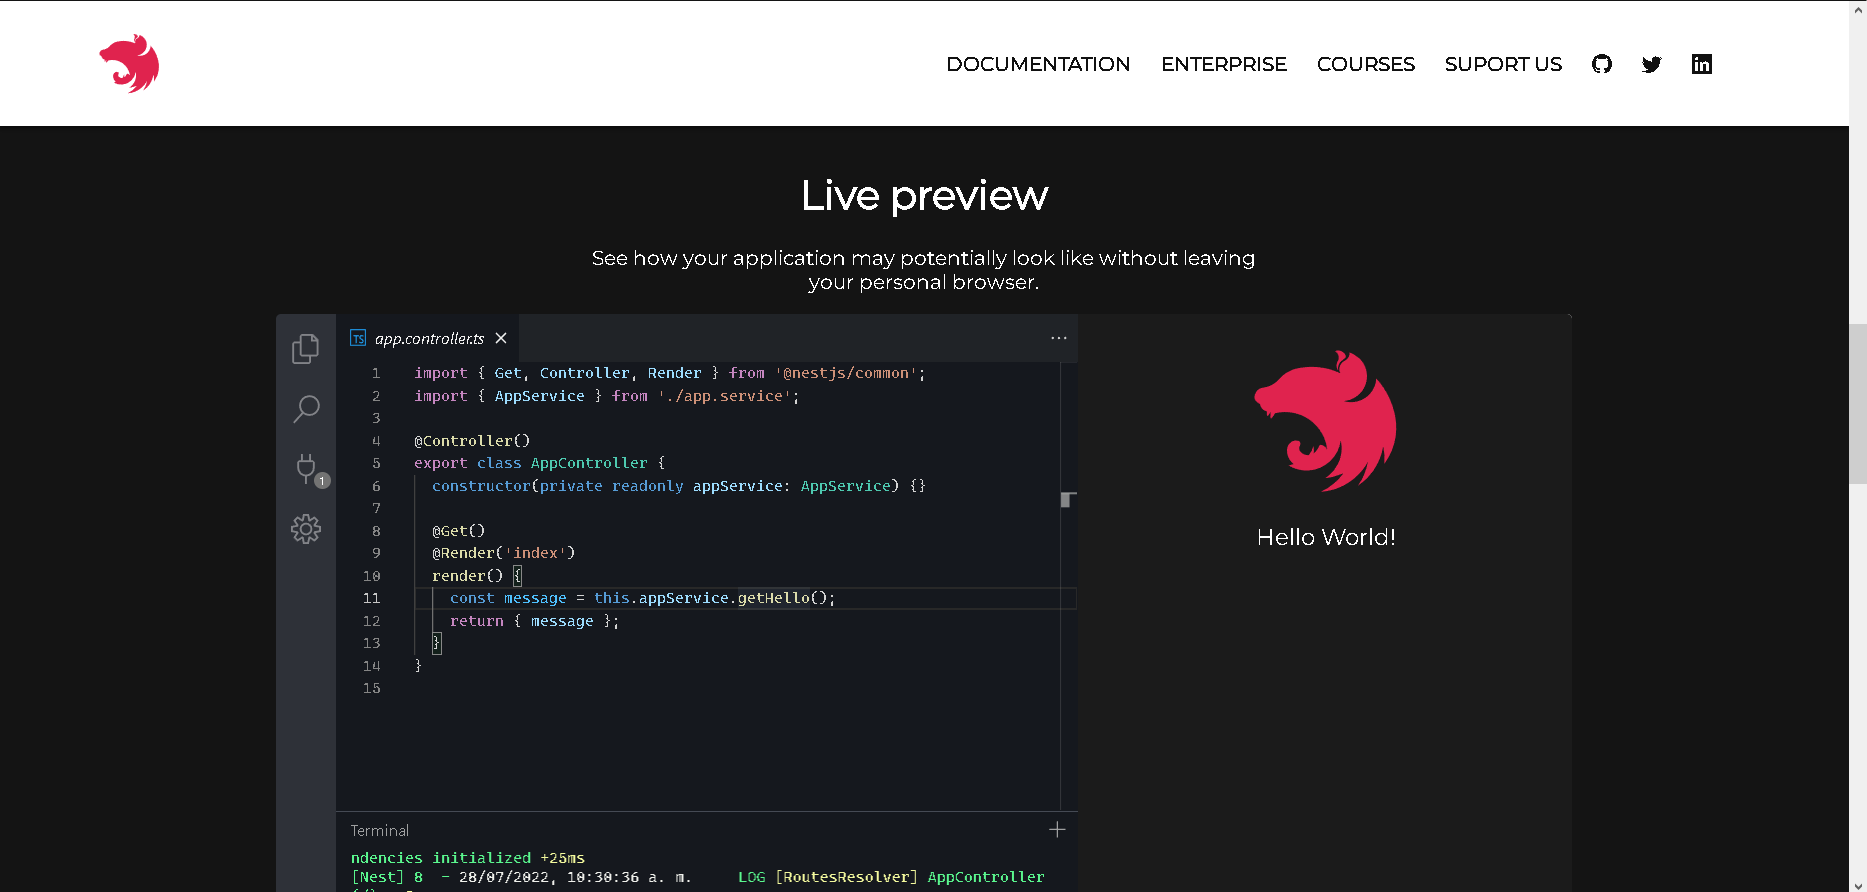 DOCUMENTATION ENTERPRISE COURSES SUPORT US
Live preview
See how your application may potentially look like without leaving
your personal browser.
TS app.controller.ts
1 import { Get, Controller, Render } from '@nestjs/common';
2 import { AppService } from './app.service';
3
4 @Controller()
5 export class AppController {
6 constructor(private readonly appService: AppService) {}
7
8 @Get()
9 @Render('index')
10 render() {
11 const message = this.appService.getHello();
12 return { message };
13 }
14 }
15
1
Hello World!
Terminal
ndencies initialized +25ms
[Nest] 8 - 28/07/2022, 10:30:36 a. m. LOG [RoutesResolver] AppController